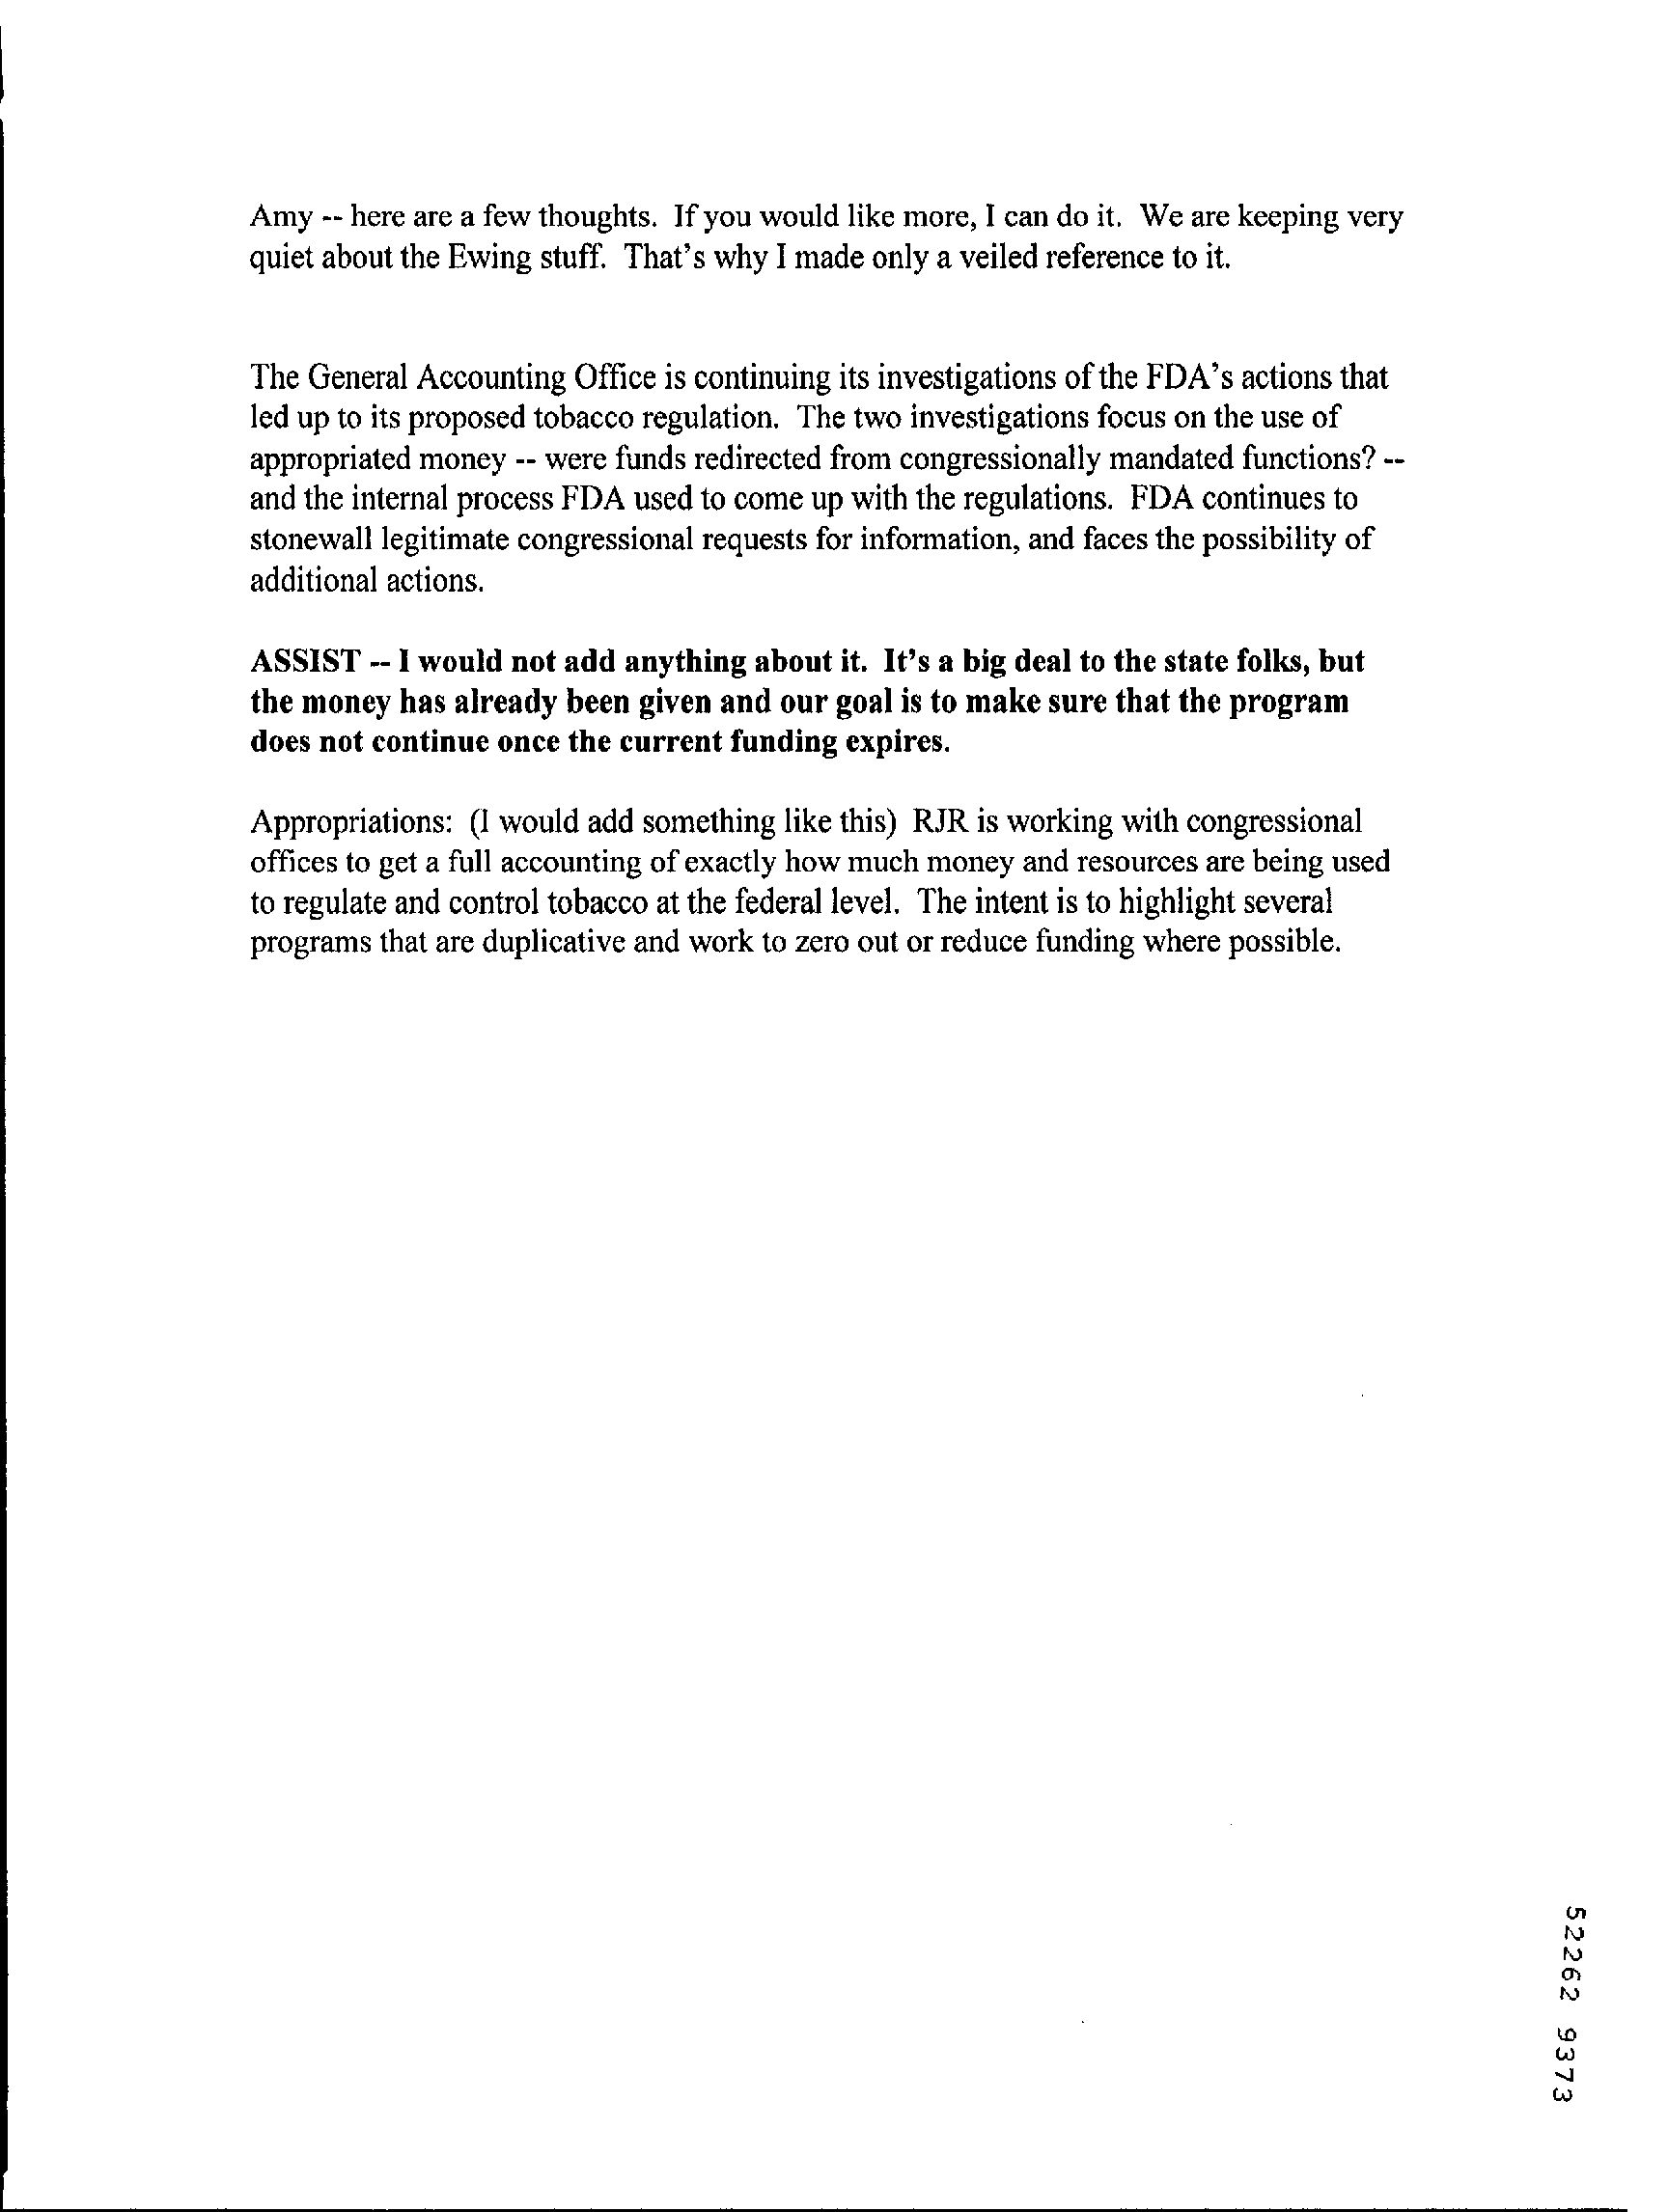 Amy -- here are a few thoughts.  If you would like more, I can do it.  We are keeping very
quiet about the Ewing stuff.  That's why I made only a veiled reference to it.
The General Accounting Office is continuing its investigations of the FDA's actions that
led up to its proposed tobacco regulation.  The two investigations focus on the use of
appropriated money -- were funds redirected from congressionally mandated functions? --
and the internal process FDA used to come up with the regulations.  FDA continues to
stonewall legitimate congressional requests for information, and faces the possibility of
additional actions.
ASSIST -- I would not add anything about it.  It's a big deal to the state folks, but
the money has already been given and our goal is to make sure that the program
does not continue once the current funding expires.
Appropriations:  (I would add something like this)  RJR is working with congressional
offices to get a full accounting of exactly how much money and resources are being used
to regulate and control tobacco at the federal level.  The intent is to highlight several
programs that are duplicative and work to zero out or reduce funding where possible.
52262 9373